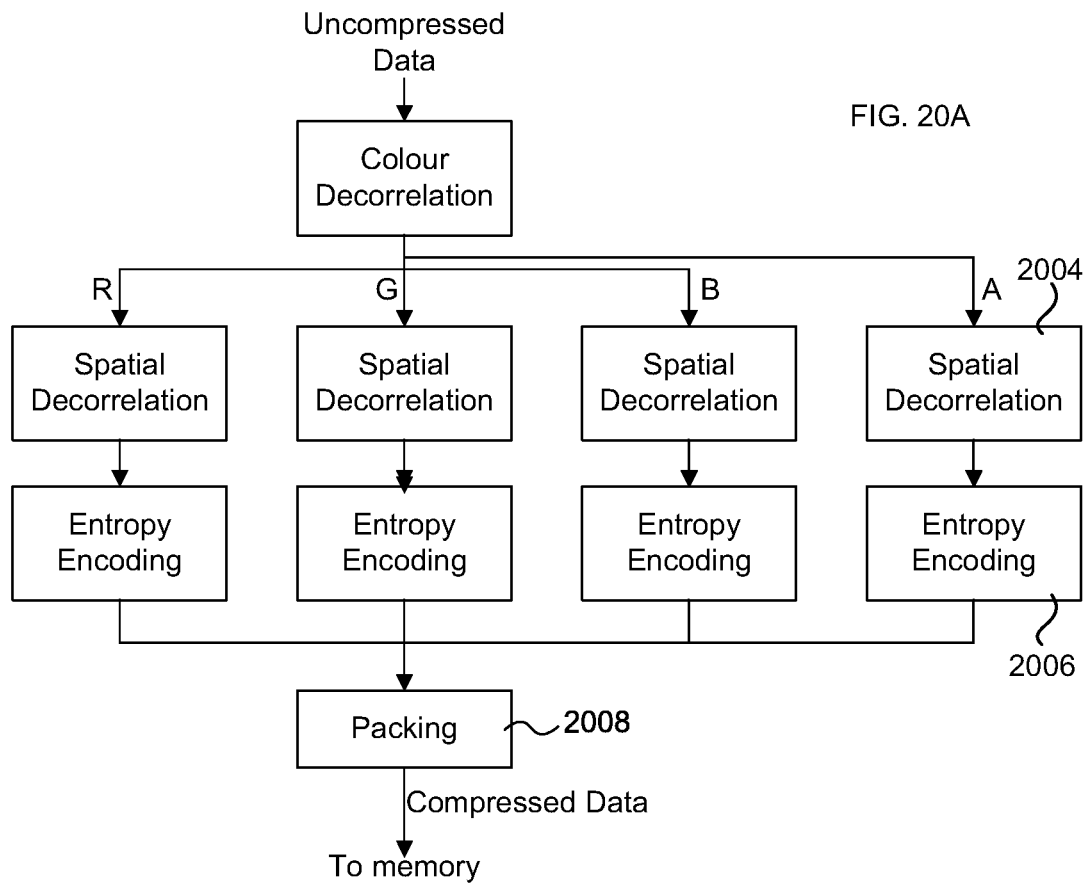 Uncompressed
Data
FIG. 20A
Colour
Decorrelation
R
G
B
A
2004
Spatial
Decorrelation
Spatial
Decorrelation
Spatial
Decorrelation
Spatial
Decorrelation
Entropy
Encoding
Entropy
Encoding
Entropy
Encoding
Entropy
Encoding
2006
Packing
2008
Compressed Data
To memory